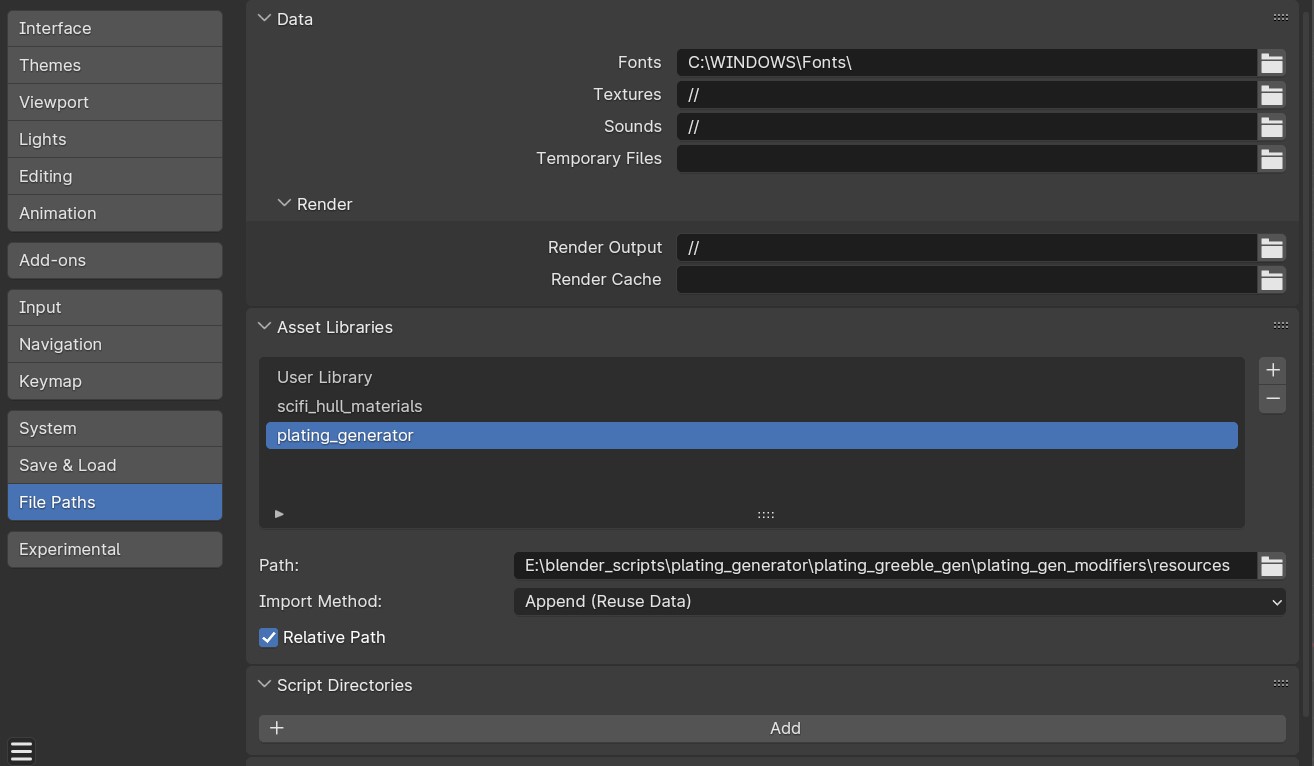 Interface
Themes
Viewport
Lights
Editing
Animation
Add-ons
Input
Navigation
Keymap
System
Save & Load
File Paths
Experimental
Data
Fonts C:\WINDOWS\Fonts\
Textures //
Sounds //
Temporary Files
Render
Render Output //
Render Cache
Asset Libraries
User Library
scifi_hull_materials
plating_generator
Path: E:\blender_scripts\plating_generator\plating_greeble_gen\plating_gen_modifiers\resources
Import Method: Append (Reuse Data)
Relative Path
Script Directories
Add